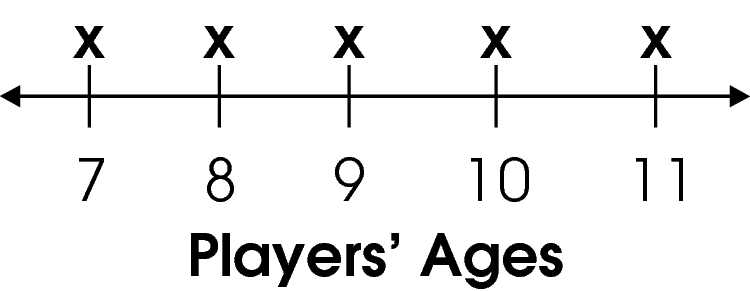 x x x x x
7 8 9 10 11
Players’ Ages